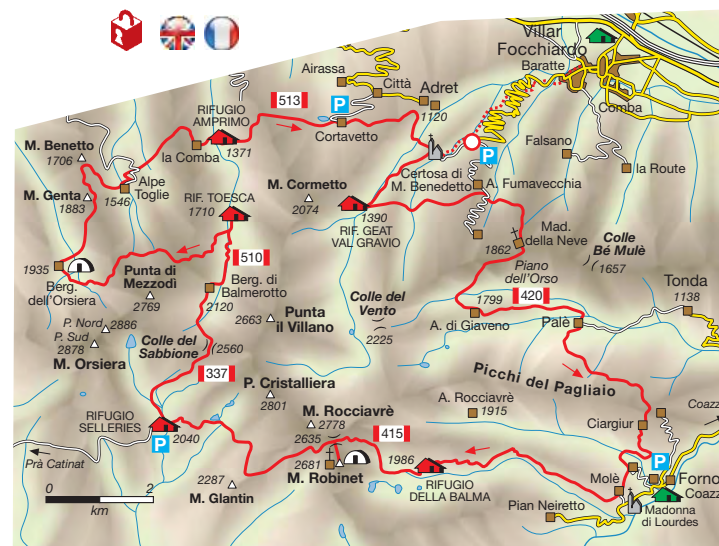 Villar
Focchiardo
Airassa
Baratte
Città
Adret
1120
513
P
RIFUGIO
AMPRIMO
1371
Cortavetto
Comba
M. Benetto
1706
la Comba
Falsano
la Route
Certosa di
M. Benedetto
P
A. Fumavecchia
Alpe
Toglie
1546
M. Genta
1883
RIF. TOESCA
1710
M. Cormetto
2074
1390
RIF. GEAT
VAL GRAVIO
Mad.
della Neve
1862
Colle
Bé Mulè
1657
1935
Berg.
dell'Orsiera
510
Punta di
Mezzodì
2769
Berg. di
Balmerotto
2120
Piano
dell'Orso
420
1799
A. di Giaveno
Tonda
1138
Colle del
Vento
2225
Punta
il Villano
2663
P. Nord
2886
P. Sud
2878
M. Orsiera
Colle del
Sabbione
2560
Palè
337
Picchi del Pagliaio
P. Cristalliera
2801
A. Rocciavrè
1915
Coazze
Ciargiur
M. Rocciavrè
2778
2635
415
RIFUGIO
SELLERIES
P
2040
1986
2681
M. Robinet
RIFUGIO
DELLA BALMA
P
Molè
Forno
Coazze
Prà Catinat
2287
M. Glantin
Pian Neiretto
Madonna
di Lourdes
0 2
km